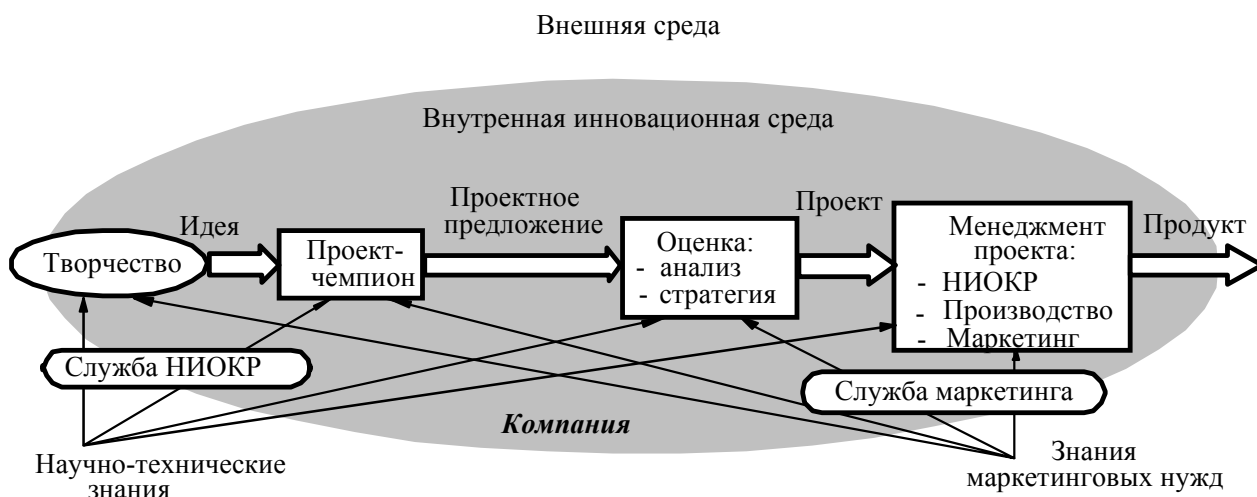 Внешняя среда
Внутренная инновационная среда
Идея
Проектное
предложение
Проект
Продукт
Творчество
Проект-
чемпион
Оценка:
- анализ
- стратегия
Менеджмент
проекта:
- НИОКР
- Производство
- Маркетинг
Служба НИОКР
Служба маркетинга
Компания
Научно-технические
знания
Знания
маркетинговых нужд